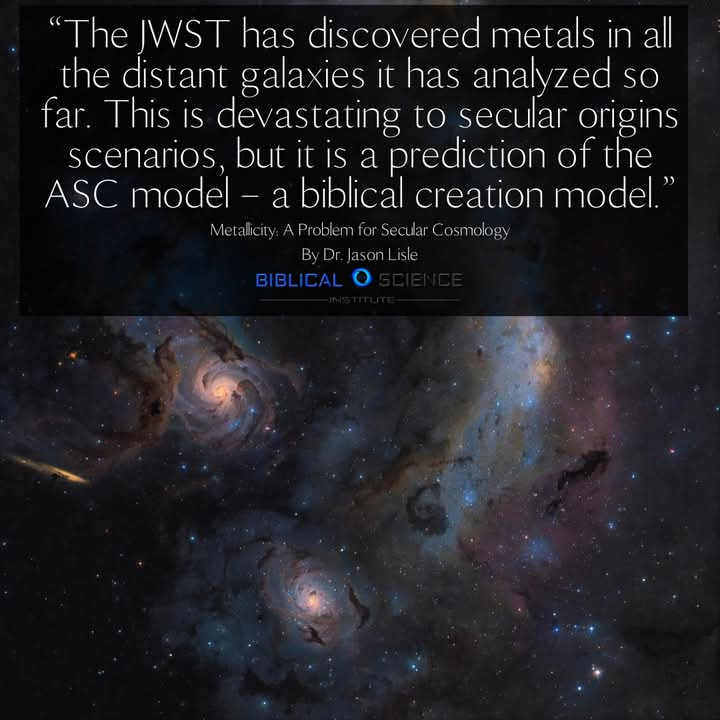 “The JWST has discovered metals in all
the distant galaxies it has analyzed so
far. This is devastating to secular origins
scenarios, but it is a prediction of the
ASC model – a biblical creation model.”
Metallicity: A Problem for Secular Cosmology
By Dr. Jason Lisle
BIBLICAL SCIENCE
INSTITUTE